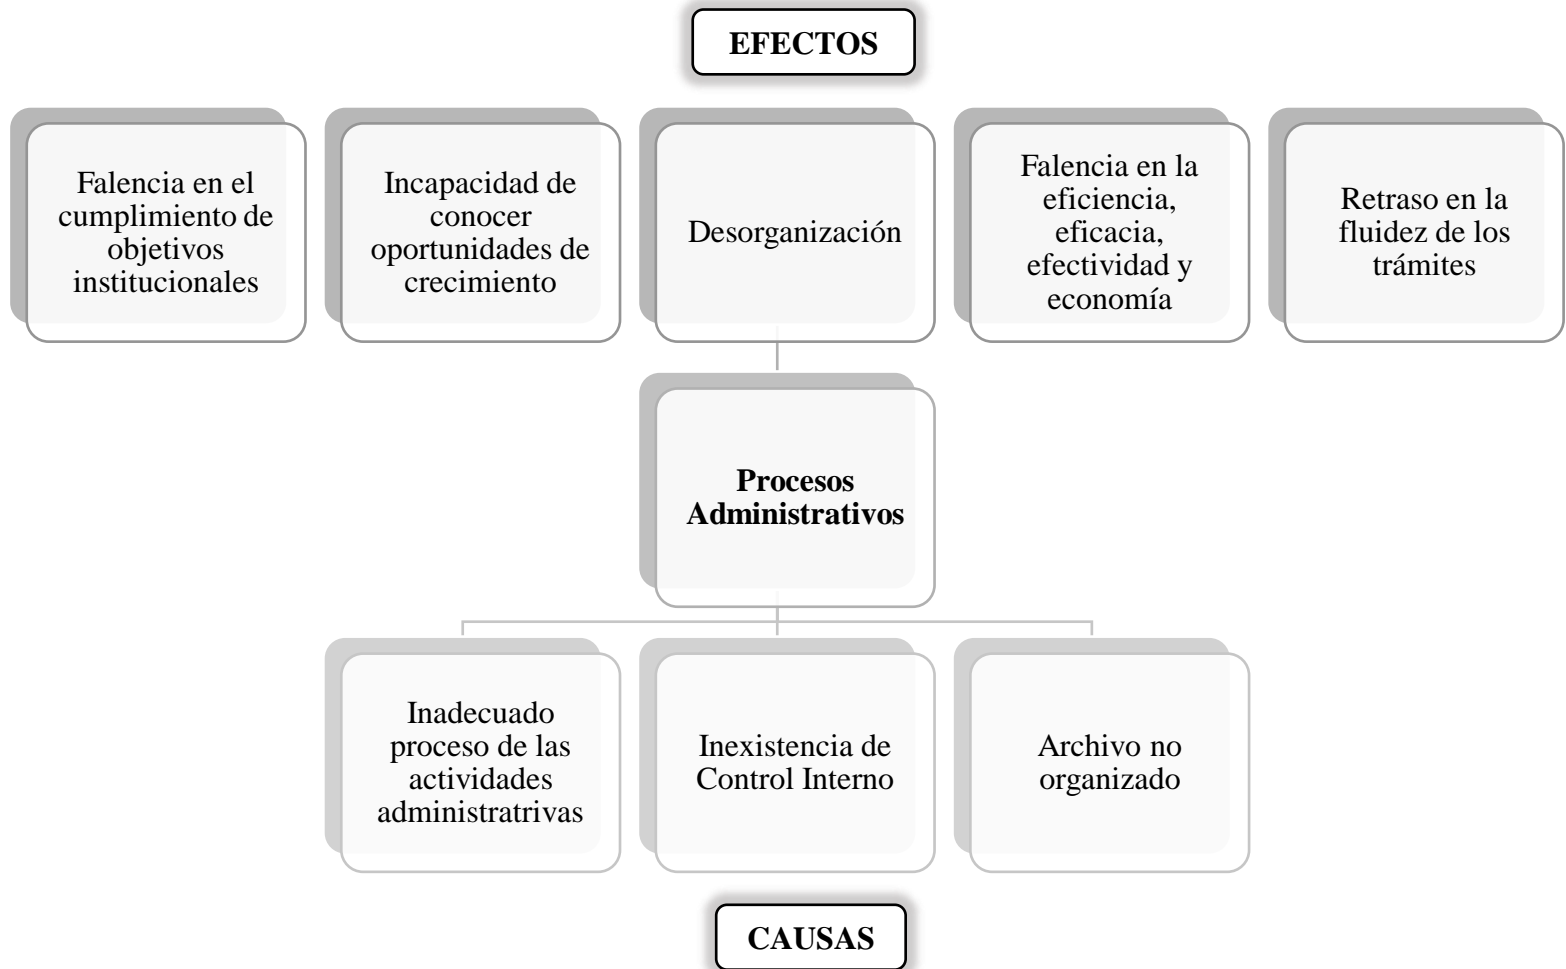 EFECTOS
Falencia en el
cumplimiento de
objetivos
institucionales
Incapacidad de
conocer
oportunidades de
crecimiento
Desorganización
Falencia en la
eficiencia,
eficacia,
efectividad y
economía
Retraso en la
fluidez de los
trámites
Procesos
Administrativos
Inadecuado
proceso de las
actividades
administratrivas
Inexistencia de
Control Interno
Archivo no
organizado
CAUSAS